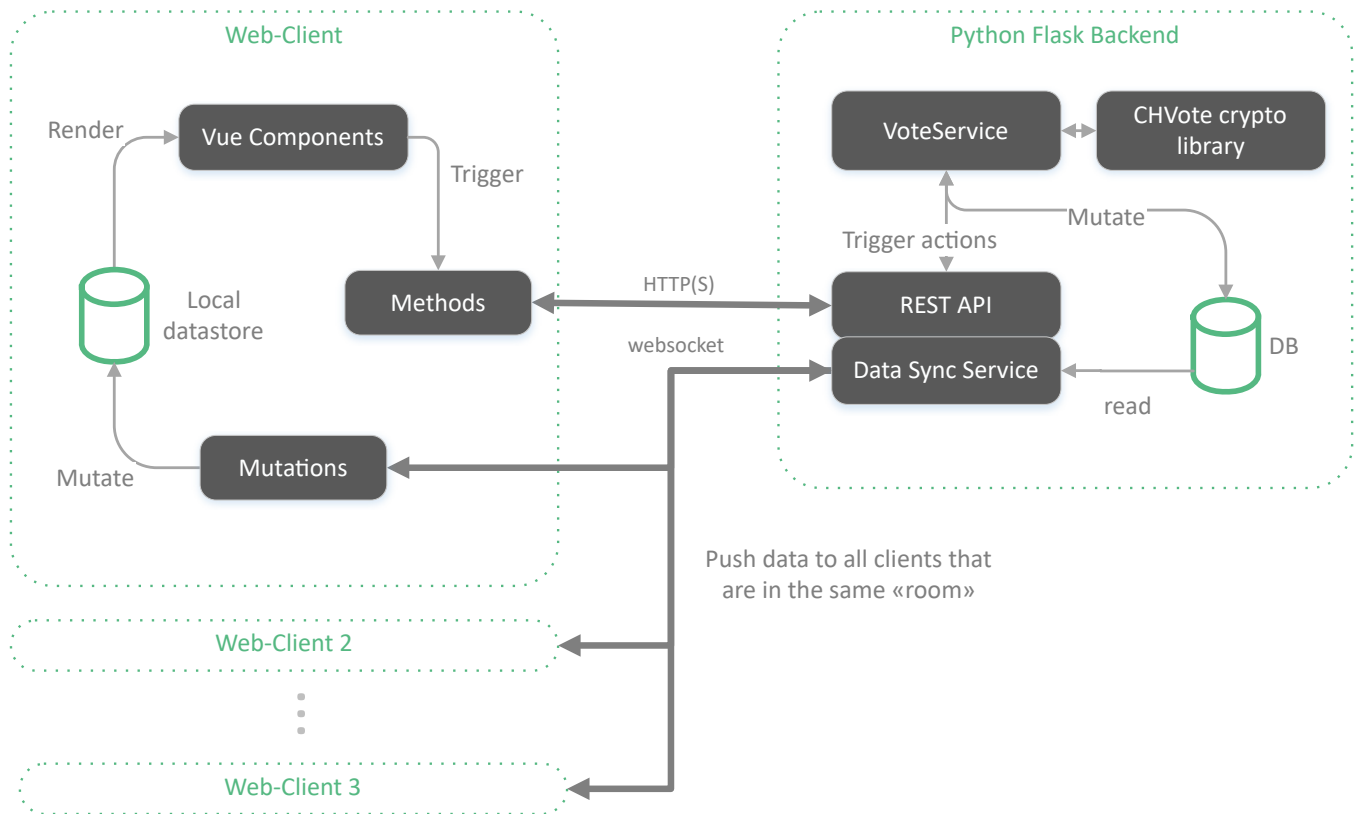 Web-Client
Python Flask Backend
Render
Vue Components
Trigger
Local
datastore
Methods
Mutate
Mutations
HTTP(S)
websocket
VoteService
CHVote crypto
library
Mutate
Trigger actions
REST API
Data Sync Service
DB
read
Push data to all clients that
are in the same «room»
Web-Client 2
Web-Client 3